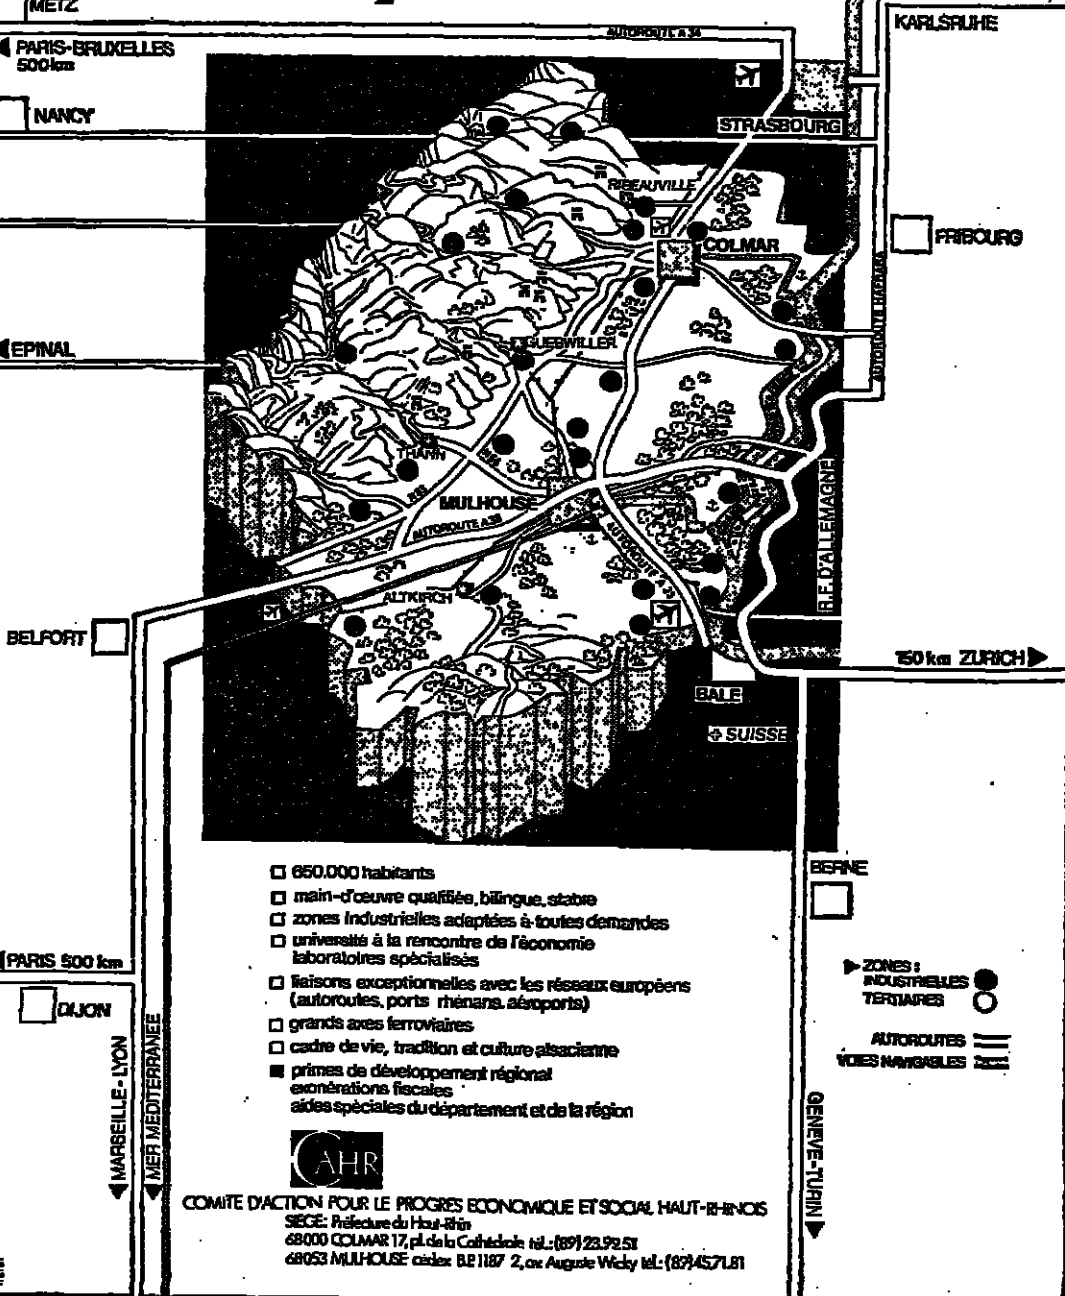 METZ
AUTOROUTE A 34
KARLSRUHE
PARIS-BRUXELLES
500 km
NANCY
STRASBOURG
RIBEAUVILLE
COLMAR
FRIBOURG
EPINAL
GUEBWILLER
AUTOROUTE HAFRABA
THANN
MULHOUSE
AUTOROUTE A36
AUTOROUTE A 35
R.F.D'ALLEMAGNE
ALTKIRCH
BELFORT
150 km ZURICH
BALE
SUISSE
650.000 habitants
main-d'œuvre qualifiée, bilingue, stable
zones industrielles adaptées à toutes demandes
université à la rencontre de l'économie
laboratoires spécialisés
liaisons exceptionnelles avec les réseaux européens
(autoroutes, ports rhénans, aéroports)
grands axes ferroviaires
cadre de vie, tradition et culture alsacienne
primes de développement régional
exonérations fiscales
aides spéciales du département et de la région
BERNE
PARIS 500 km
DIJON
MARSEILLE-LYON
MER MEDITERRANEE
GENEVE-TURIN
ZONES :
INDUSTRIELLES
TERTIAIRES
AUTOROUTES
VOIES NAVIGABLES
CAHR
COMITE D'ACTION POUR LE PROGRES ECONOMIQUE ET SOCIAL HAUT-RHINOIS
SIEGE: Préfecture du Haut-Rhin
68000 COLMAR 17, pl. de la Cathédrale tél.: (89) 23.99.51
68053 MULHOUSE cédex B.P. 1187 2, av. Auguste Wicky tél.: (89) 45.71.81